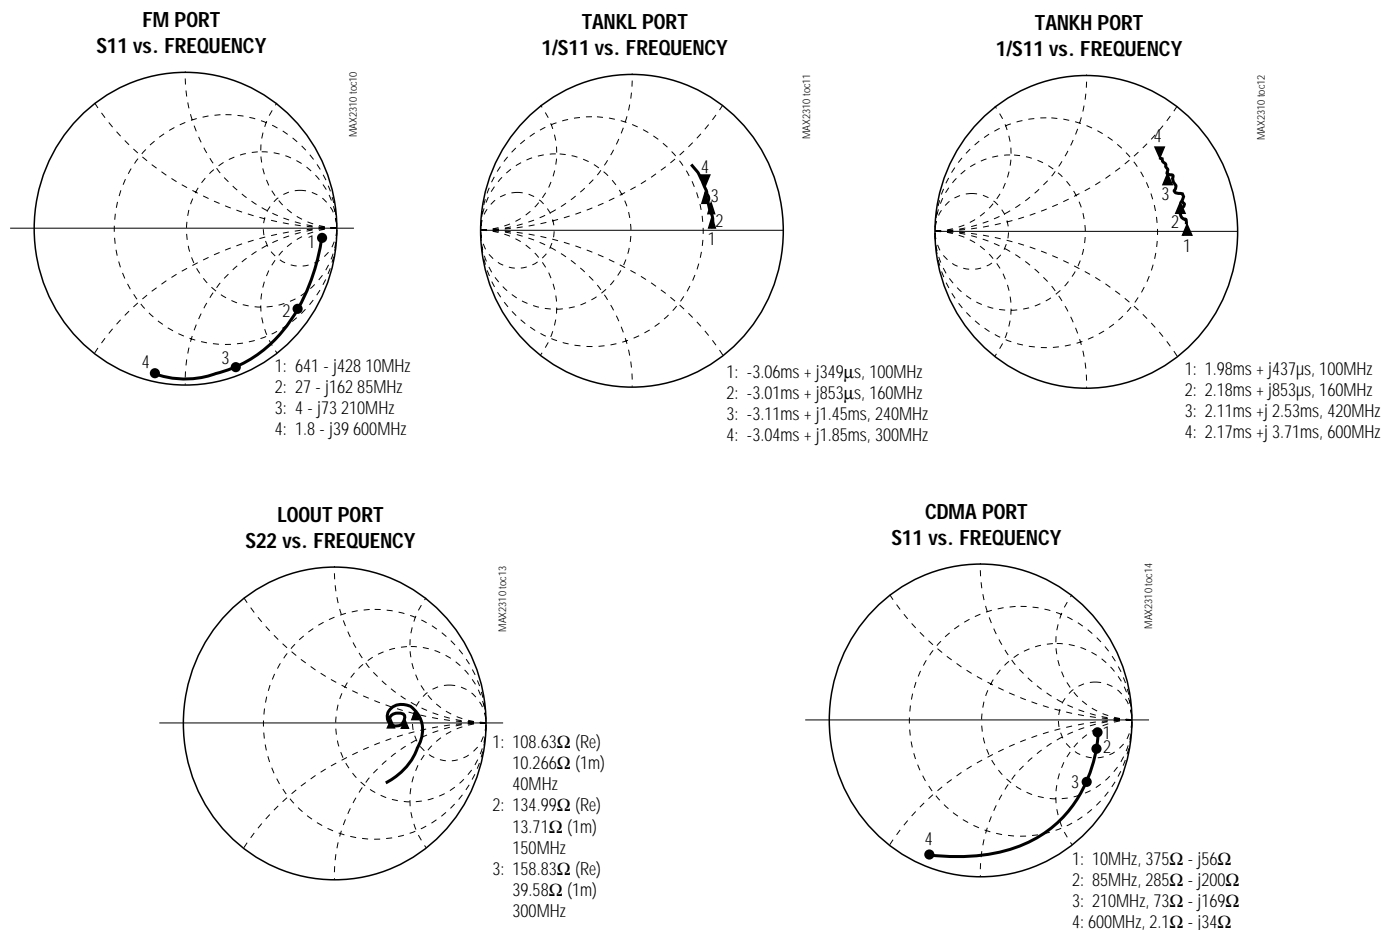 FM PORT
S11 vs. FREQUENCY
MAX2310 toc10
1
2
3
4
1: 641 - j428 10MHz
2: 27 - j162 85MHz
3: 4 - j73 210MHz
4: 1.8 - j39 600MHz
TANKL PORT
1/S11 vs. FREQUENCY
MAX2310 toc11
4
3
2
1
1: -3.06ms + j349µs, 100MHz
2: -3.01ms + j853µs, 160MHz
3: -3.11ms + j1.45ms, 240MHz
4: -3.04ms + j1.85ms, 300MHz
TANKH PORT
1/S11 vs. FREQUENCY
MAX2310 toc12
4
3
2
1
1: 1.98ms + j437µs, 100MHz
2: 2.18ms + j853µs, 160MHz
3: 2.11ms +j 2.53ms, 420MHz
4: 2.17ms +j 3.71ms, 600MHz
LOOUT PORT
S22 vs. FREQUENCY
MAX2310 toc13
1: 108.63Ω (Re)
10.266Ω (1m)
40MHz
2: 134.99Ω (Re)
13.71Ω (1m)
150MHz
3: 158.83Ω (Re)
39.58Ω (1m)
300MHz
CDMA PORT
S11 vs. FREQUENCY
MAX2310 toc14
1
2
3
4
1: 10MHz, 375Ω - j56Ω
2: 85MHz, 285Ω - j200Ω
3: 210MHz, 73Ω - j169Ω
4: 600MHz, 2.1Ω - j34Ω